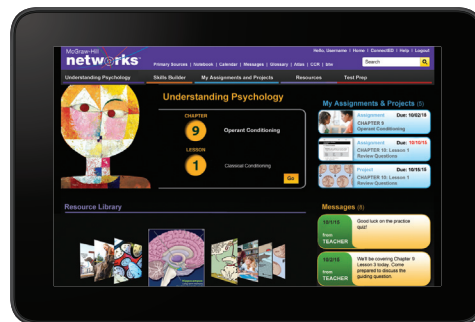 McGraw-Hill
networks
Hello, Username | Home | ConnectED | Help | Logout
Primary Sources | Notebook | Calendar | Messages | Glossary | Atlas | CCR |
Search
Understanding Psychology
Skills Builder
My Assignments and Projects
Resources
Test Prep
Understanding Psychology
CHAPTER
9
Operant Conditioning
LESSON
1
Classical Conditioning
Go
My Assignments & Projects (5)
Assignment Due: 10/02/15
CHAPTER 9
Operant Conditioning
Assignment Due: 10/10/15
CHAPTER 10: Lesson 1
Review Questions
Project Due: 10/15/15
CHAPTER 10: Lesson 1
Review Questions
Resource Library
Messages (8)
10/1/15
from
TEACHER
Good luck on the practice
quiz!
10/2/15
from
TEACHER
We'll be covering Chapter 9
Lesson 3 today. Come
prepared to discuss the
guiding question.